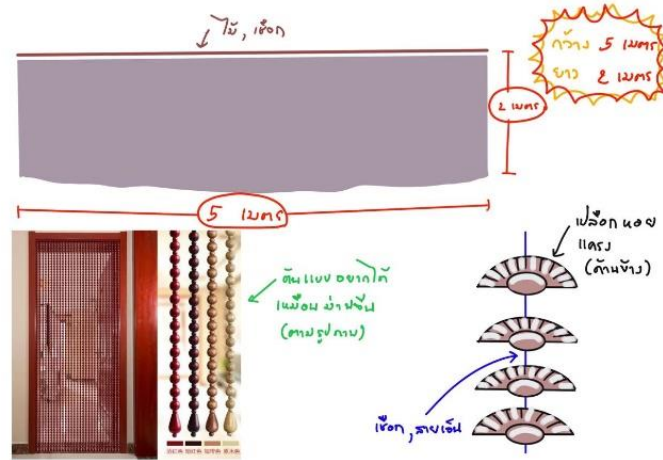 ไม้, เชือก
กว้าง 5 เมตร
ยาว 2 เมตร
2 เมตร
5 เมตร
ต้นแบบ อยากได้
เหมือน ม่านชิ้น
(ตามรูปภาพ)
เปลือก หอย
แครง
(ด้านข้าง)
เชือก, สายเอ็น